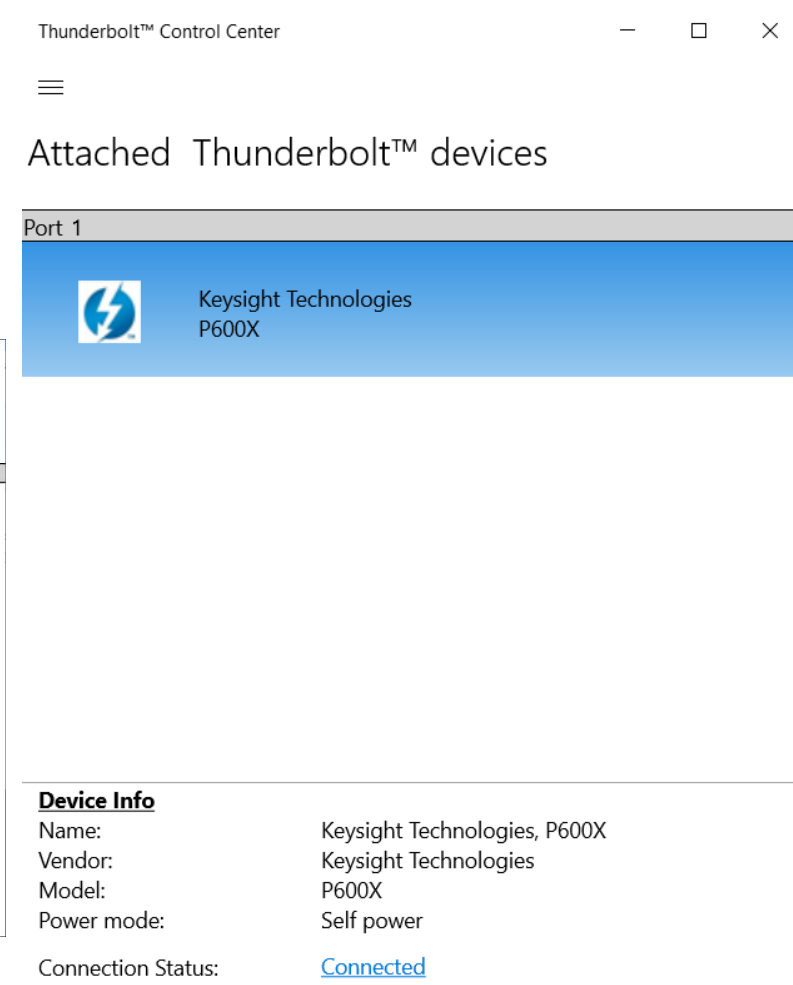 Thunderbolt™ Control Center
Attached Thunderbolt™ devices
Port 1
Keysight Technologies
P600X
Device Info
Name: Keysight Technologies, P600X
Vendor: Keysight Technologies
Model: P600X
Power mode: Self power
Connection Status: Connected